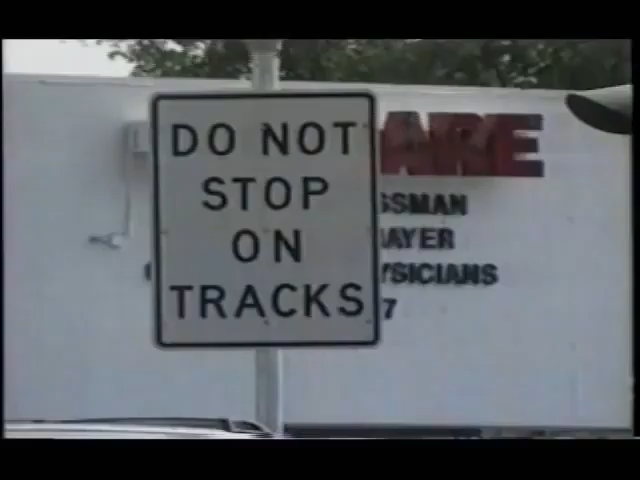 DO NOT
STOP
ON
TRACKS
ARE
SSMAN
AYER
YSICIANS
7